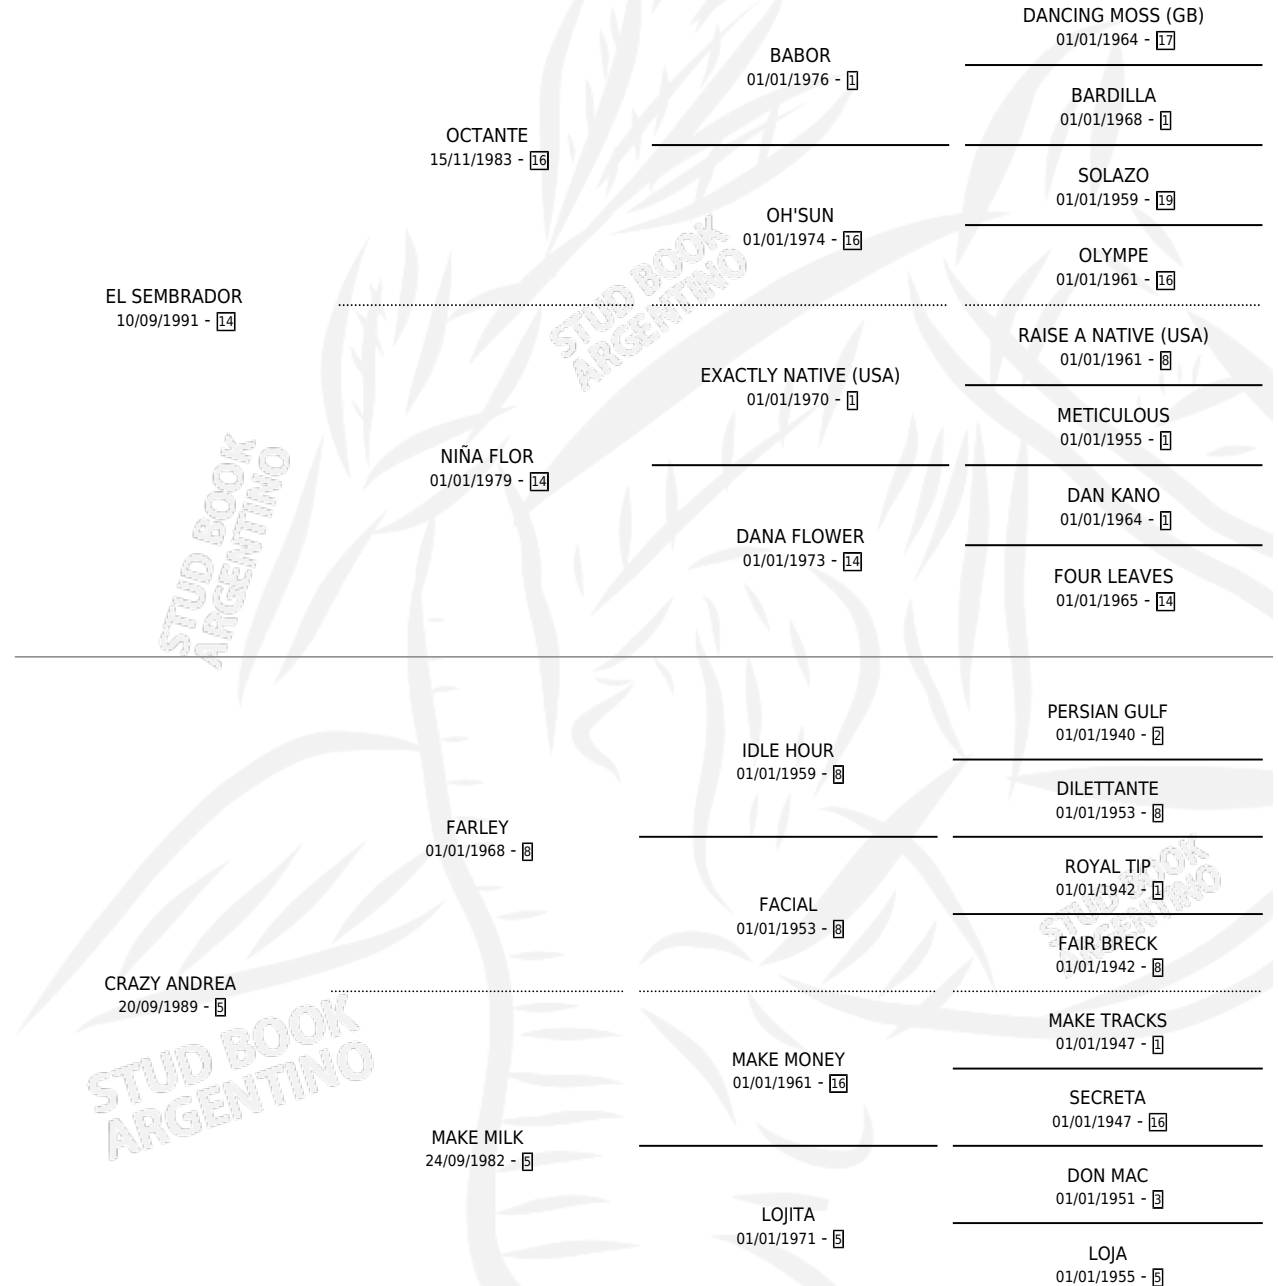 DANCING MOSS (GB)
01/01/1964 - 17
BABOR
01/01/1976 - 1
BARDILLA
01/01/1968 - 1
OCTANTE
15/11/1983 - 16
SOLAZO
01/01/1959 - 19
OH'SUN
01/01/1974 - 16
OLYMPE
01/01/1961 - 16
EL SEMBRADOR
10/09/1991 - 14
RAISE A NATIVE (USA)
01/01/1961 - 8
EXACTLY NATIVE (USA)
01/01/1970 - 1
METICULOUS
01/01/1955 - 1
NIÑA FLOR
01/01/1979 - 14
DAN KANO
01/01/1964 - 1
DANA FLOWER
01/01/1973 - 14
FOUR LEAVES
01/01/1965 - 14
PERSIAN GULF
01/01/1940 - 2
IDLE HOUR
01/01/1959 - 8
DILETTANTE
01/01/1953 - 8
FARLEY
01/01/1968 - 8
ROYAL TIP
01/01/1942 - 1
FACIAL
01/01/1953 - 8
FAIR BRECK
01/01/1942 - 8
CRAZY ANDREA
20/09/1989 - 5
MAKE TRACKS
01/01/1947 - 1
MAKE MONEY
01/01/1961 - 16
SECRETA
01/01/1947 - 16
MAKE MILK
24/09/1982 - 5
DON MAC
01/01/1951 - 3
LOJITA
01/01/1971 - 5
LOJA
01/01/1955 - 5
STUD BOOK
ARGENTINO
STUD BOOK
ARGENTINO
STUD BOOK
ARGENTINO
STUD BOOK
ARGENTINO